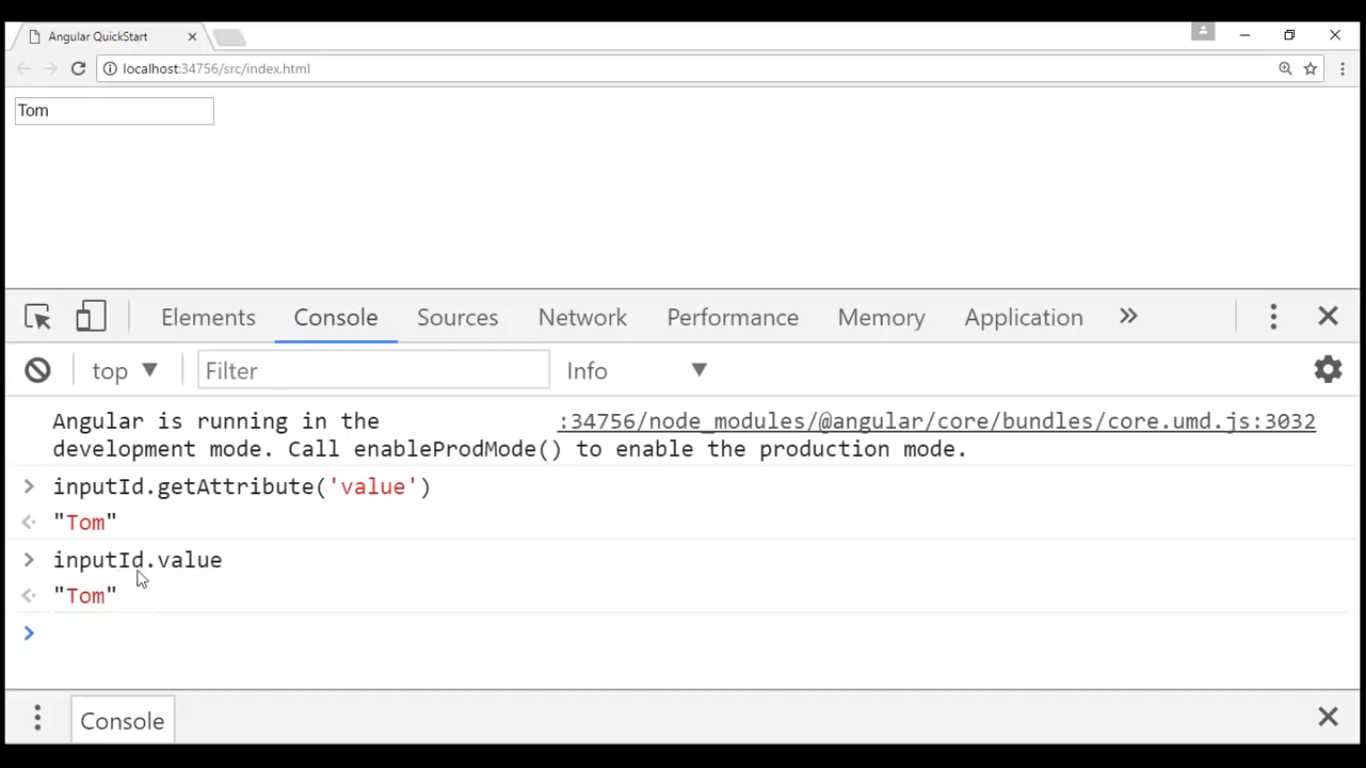 Angular QuickStart
localhost:34756/src/index.html
Tom
Elements Console Sources Network Performance Memory Application »
top ▼ Filter Info ▼
Angular is running in the :34756/node_modules/@angular/core/bundles/core.umd.js:3032
development mode. Call enableProdMode() to enable the production mode.
> inputId.getAttribute('value')
"Tom"
> inputId.value
"Tom"
>
Console